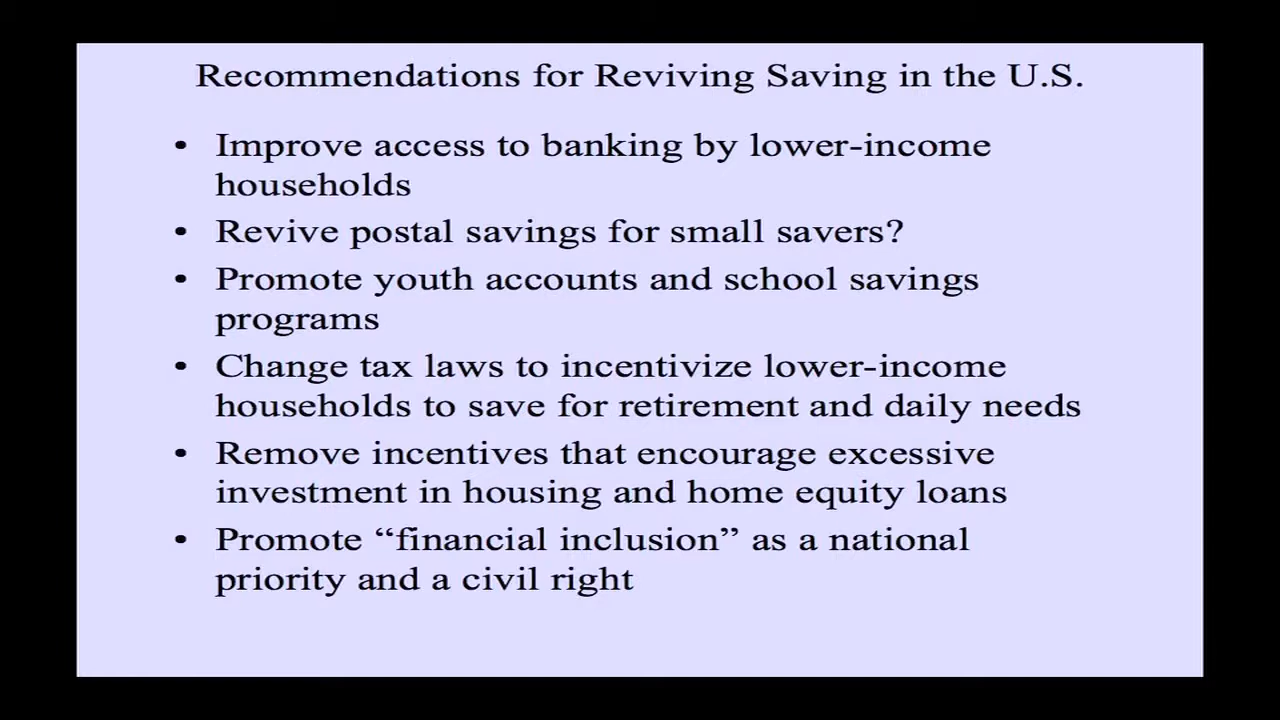 Recommendations for Reviving Saving in the U.S.
• Improve access to banking by lower-income
households
• Revive postal savings for small savers?
• Promote youth accounts and school savings
programs
• Change tax laws to incentivize lower-income
households to save for retirement and daily needs
• Remove incentives that encourage excessive
investment in housing and home equity loans
• Promote “financial inclusion” as a national
priority and a civil right